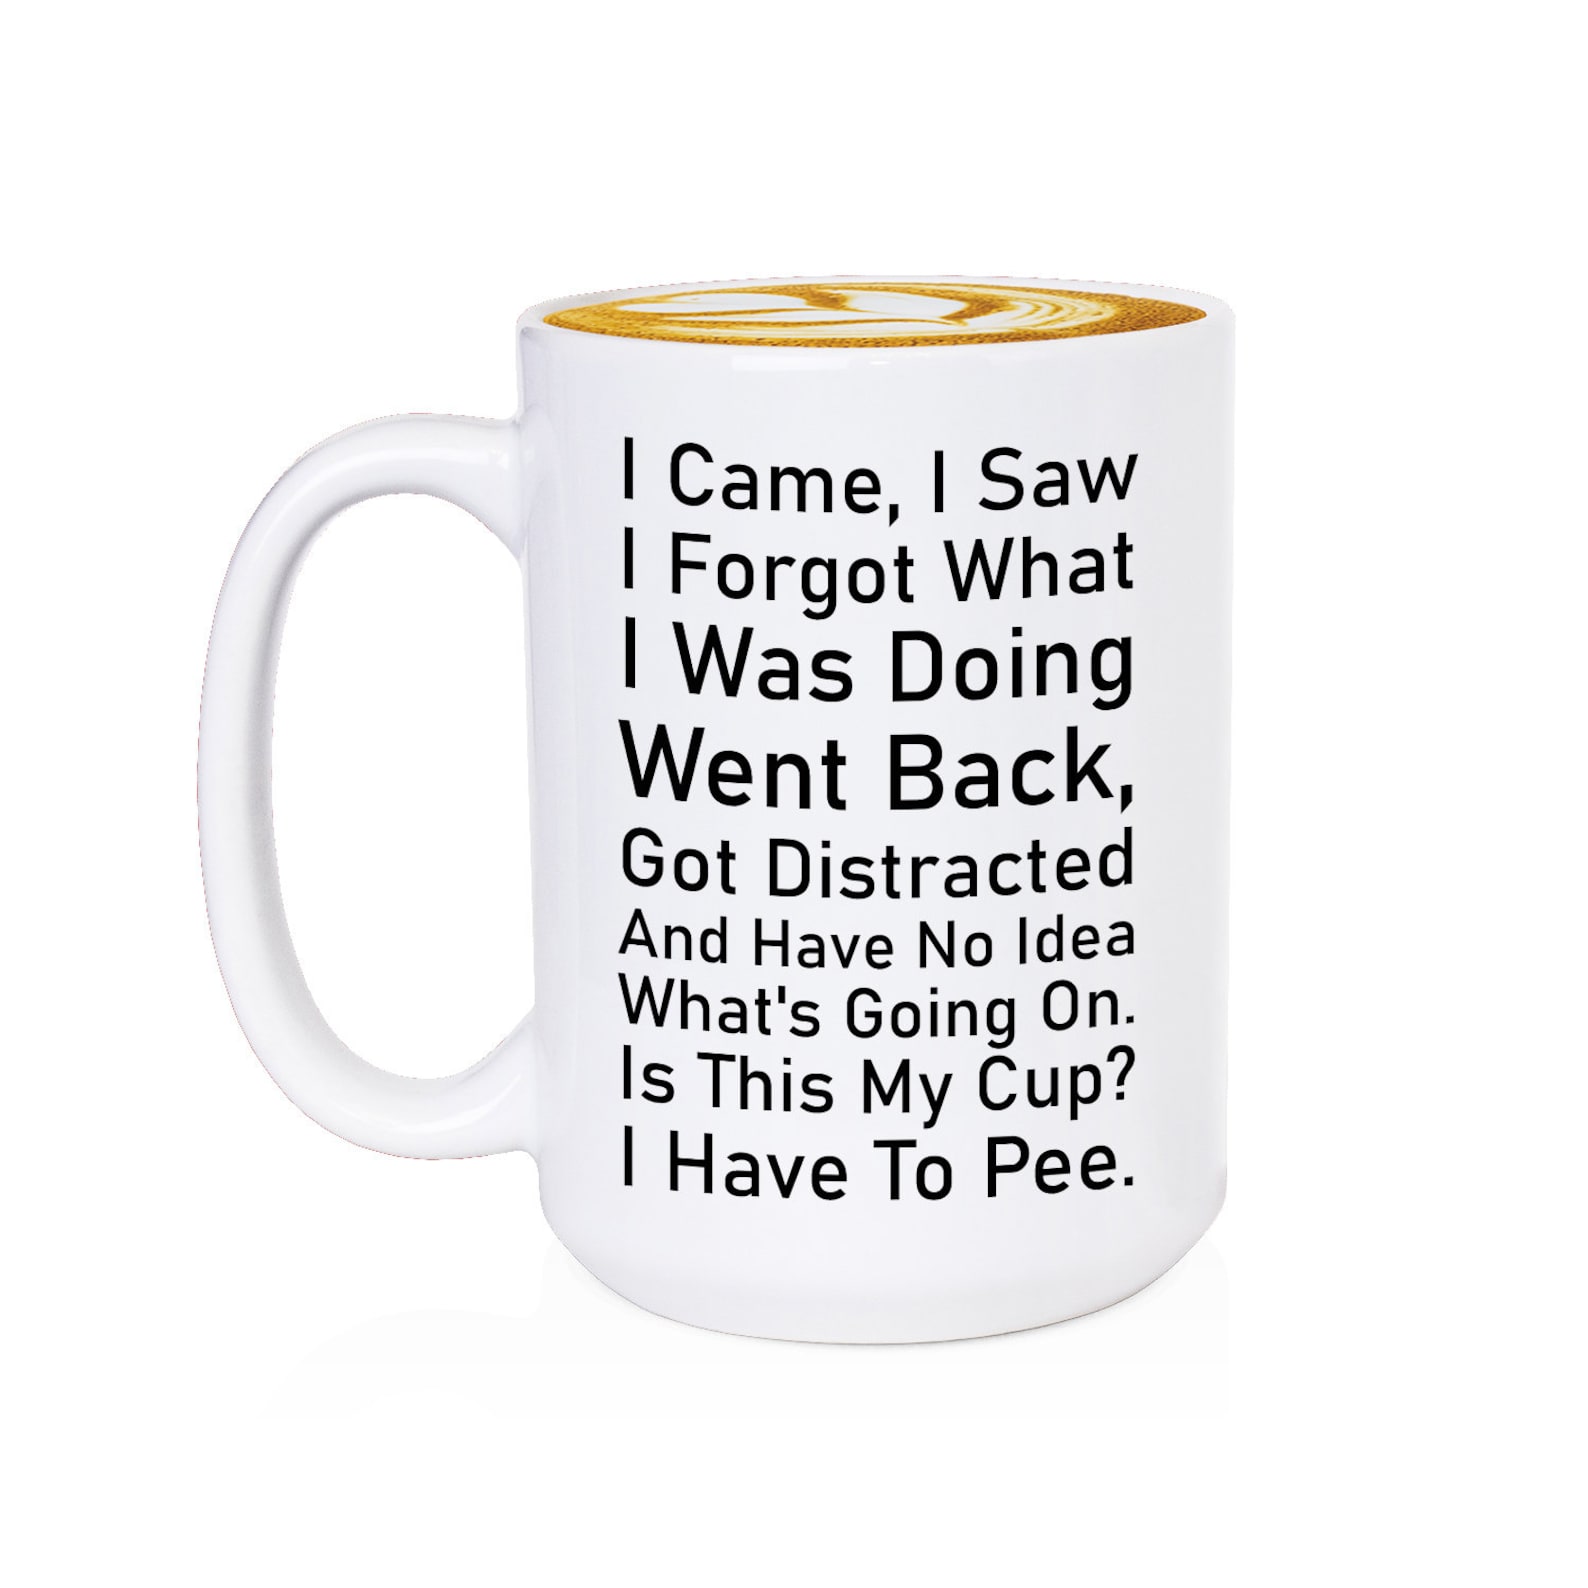 I Came, I Saw
I Forgot What
I Was Doing
Went Back,
Got Distracted
And Have No Idea
What's Going On.
Is This My Cup?
I Have To Pee.